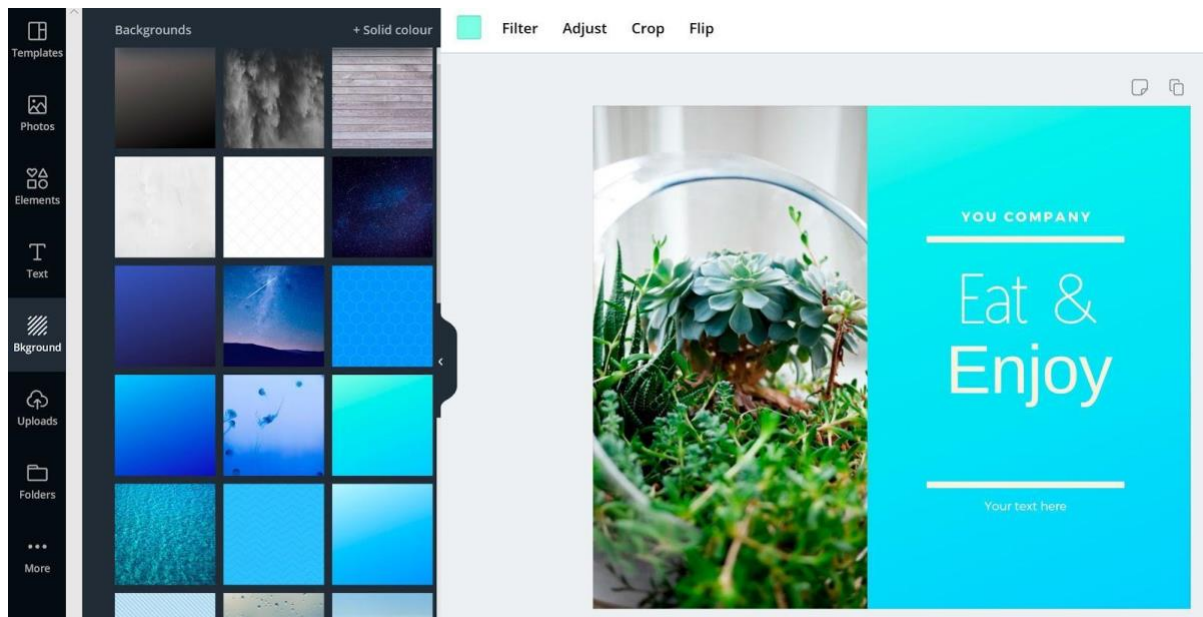 Templates
Photos
Elements
Text
Bkground
Uploads
Folders
More
Backgrounds
+ Solid colour
Filter
Adjust
Crop
Flip
YOU COMPANY
Eat &
Enjoy
Your text here